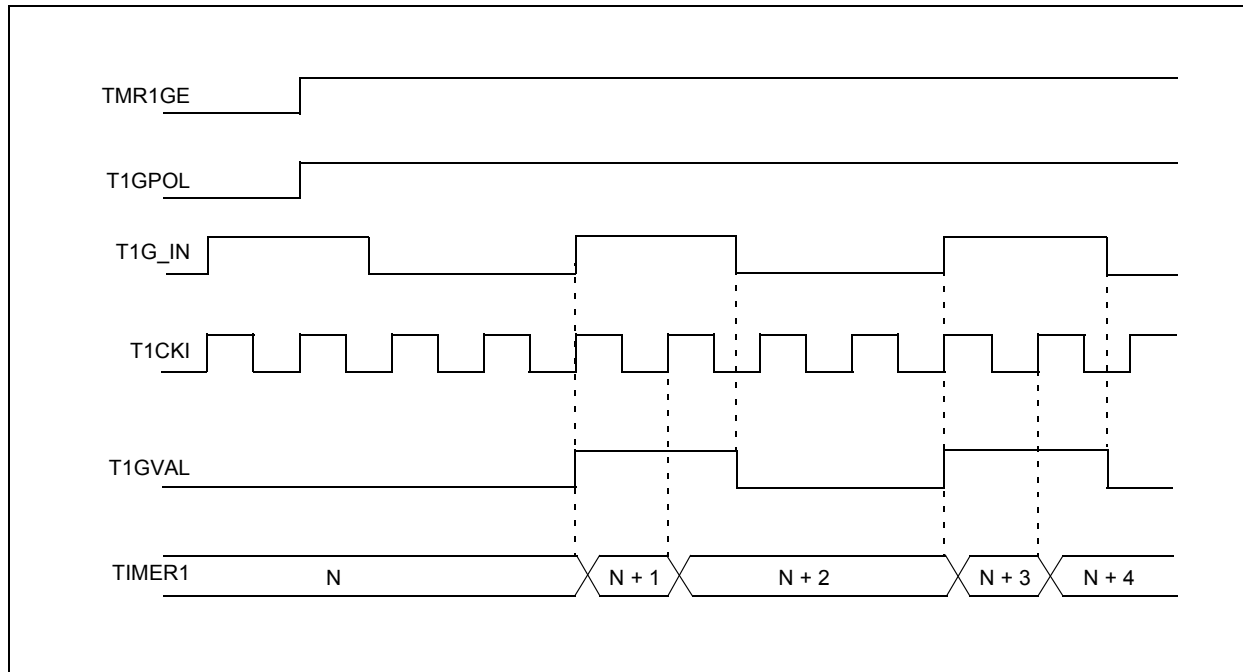 TMR1GE
T1GPOL
T1G_IN
T1CKI
T1GVAL
TIMER1 N N + 1 N + 2 N + 3 N + 4